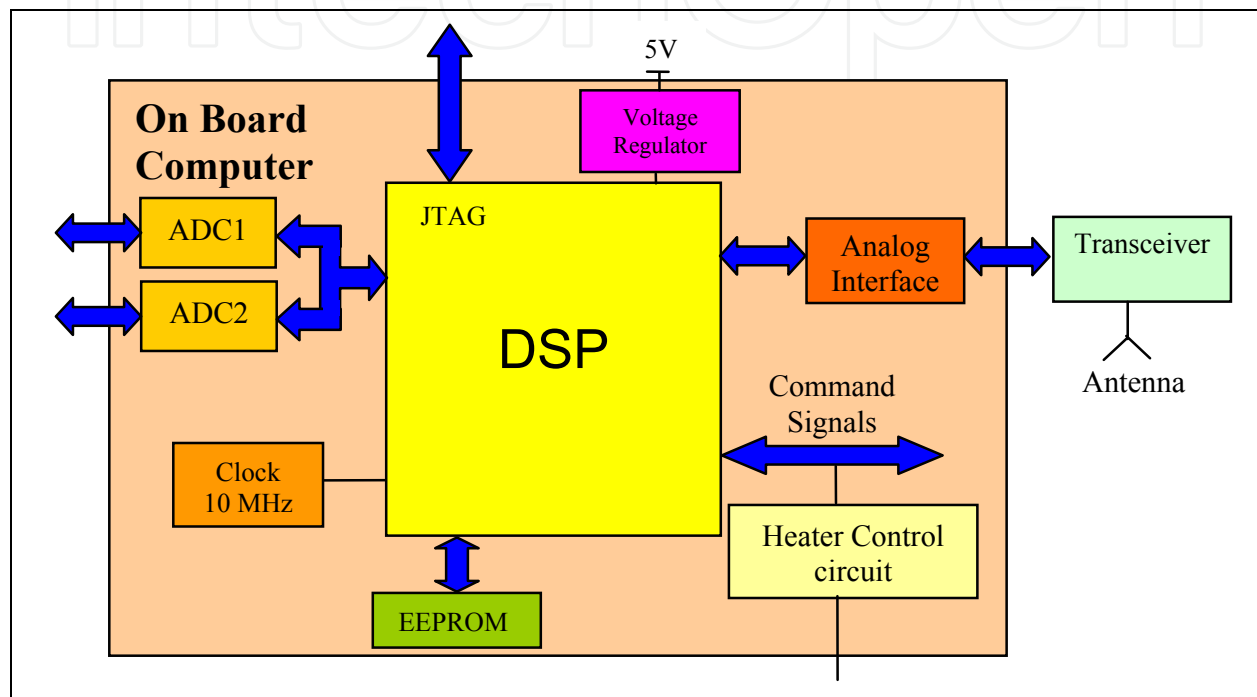 IntechOpen
5V
On Board
Computer
Voltage
Regulator
JTAG
ADC1
ADC2
DSP
Analog
Interface
Transceiver
Antenna
Command
Signals
Clock
10 MHz
Heater Control
circuit
EEPROM